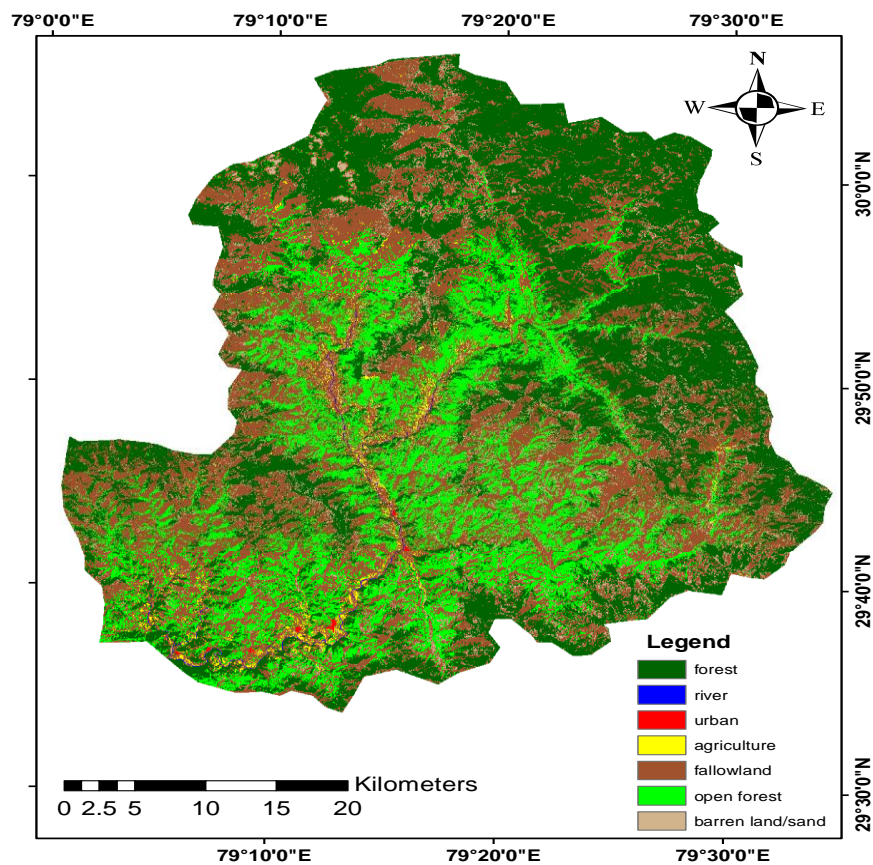 79°0'0"E 79°10'0"E 79°20'0"E 79°30'0"E
N
W E
S
30°0'0"N
29°50'0"N
29°40'0"N
29°30'0"N
Legend
forest
river
urban
agriculture
fallowland
open forest
barren land/sand
Kilometers
0 2.5 5 10 15 20
79°10'0"E 79°20'0"E 79°30'0"E